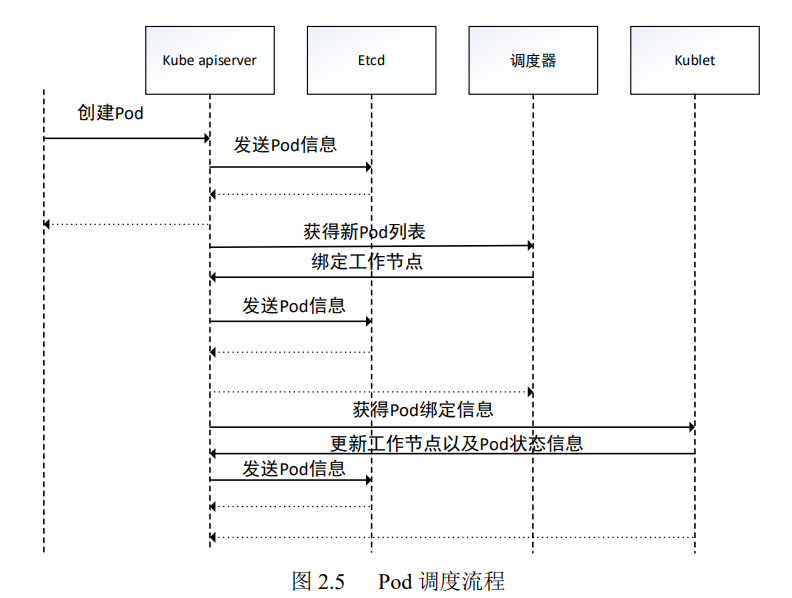 Kube apiserver
Etcd
调度器
Kublet
创建Pod
发送Pod信息
获得新Pod列表
绑定工作节点
发送Pod信息
获得Pod绑定信息
更新工作节点以及Pod状态信息
发送Pod信息
图 2.5 Pod 调度流程